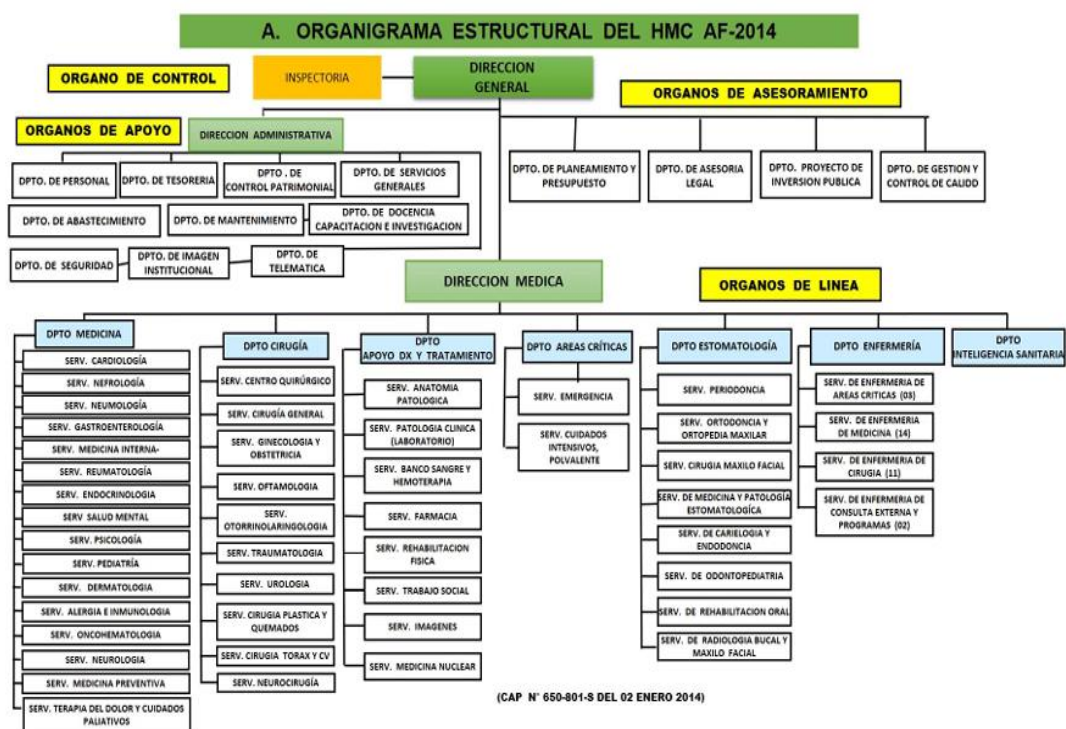 A. ORGANIGRAMA ESTRUCTURAL DEL HMC AF-2014
ORGANO DE CONTROL
INSPECTORIA
DIRECCION
GENERAL
ORGANOS DE ASESORAMIENTO
ORGANOS DE APOYO
DIRECCION ADMINISTRATIVA
DPTO. DE PERSONAL
DPTO. DE TESORERIA
DPTO . DE
CONTROL PATRIMONIAL
DPTO. DE SERVICIOS
GENERALES
DPTO. DE PLANEAMIENTO Y
PRESUPUESTO
DPTO. DE ASESORIA
LEGAL
DPTO. PROYECTO DE
INVERSION PUBLICA
DPTO. DE GESTION Y
CONTROL DE CALIDO
DPTO. DE ABASTECIMIENTO
DPTO. DE MANTENIMIENTO
DPTO. DE DOCENCIA
CAPACITACION E INVESTIGACION
DPTO. DE SEGURIDAD
DPTO. DE IMAGEN
INSTITUCIONAL
DPTO. DE
TELEMATICA
DIRECCION MEDICA
ORGANOS DE LINEA
DPTO MEDICINA
SERV. CARDIOLOGÍA
SERV. NEFROLOGÍA
SERV. NEUMOLOGÍA
SERV. GASTROENTEROLOGÍA
SERV. MEDICINA INTERNA-
SERV. REUMATOLOGÍA
SERV. ENDOCRINOLOGIA
SERV SALUD MENTAL
SERV. PSICOLOGÍA
SERV. PEDIATRÍA
SERV. DERMATOLOGIA
SERV. ALERGIA E INMUNOLOGIA
SERV. ONCOHEMATOLOGIA
SERV. NEUROLOGIA
SERV. MEDICINA PREVENTIVA
SERV. TERAPIA DEL DOLOR Y CUIDADOS
PALIATIVOS
DPTO CIRUGÍA
SERV. CENTRO QUIRÚRGICO
SERV. CIRUGÍA GENERAL
SERV. GINECOLOGIA Y
OBSTETRICIA
SERV. OFTAMOLOGIA
SERV.
OTORRINOLARINGOLOGIA
SERV. TRAUMATOLOGIA
SERV. UROLOGIA
SERV. CIRUGIA PLASTICA Y
QUEMADOS
SERV. CIRUGIA TORAX Y CV
SERV. NEUROCIRUGÍA
DPTO
APOYO DX Y TRATAMIENTO
SERV. ANATOMIA
PATOLOGICA
SERV. PATOLOGIA CLINICA
(LABORATORIO)
SERV. BANCO SANGRE Y
HEMOTERAPIA
SERV. FARMACIA
SERV. REHABILITACION
FISICA
SERV. TRABAJO SOCIAL
SERV. IMAGENES
SERV. MEDICINA NUCLEAR
DPTO AREAS CRÍTICAS
SERV. EMERGENCIA
SERV. CUIDADOS
INTENSIVOS,
POLVALENTE
DPTO ESTOMATOLOGÍA
SERV. PERIODONCIA
SERV. ORTODONCIA Y
ORTOPEDIA MAXILAR
SERV. CIRUGIA MAXILO FACIAL
SERV. DE MEDICINA Y PATOLOGÍA
ESTOMATOLOGÍCA
SERV. DE CARIELOGIA Y
ENDODONCIA
SERV. DE ODONTOPEDIATRIA
SERV. DE REHABILITACION ORAL
SERV. DE RADIOLOGIA BUCAL Y
MAXILO FACIAL
DPTO ENFERMERÍA
SERV. DE ENFERMERIA DE
AREAS CRITICAS (03)
SERV. DE ENFERMERIA
DE MEDICINA (14)
SERV. DE ENFERMERIA DE
CIRUGIA (11)
SERV. DE ENFERMERIA DE
CONSULTA EXTERNA Y
PROGRAMAS (02)
DPTO
INTELIGENCIA SANITARIA
(CAP N° 650-801-S DEL 02 ENERO 2014)